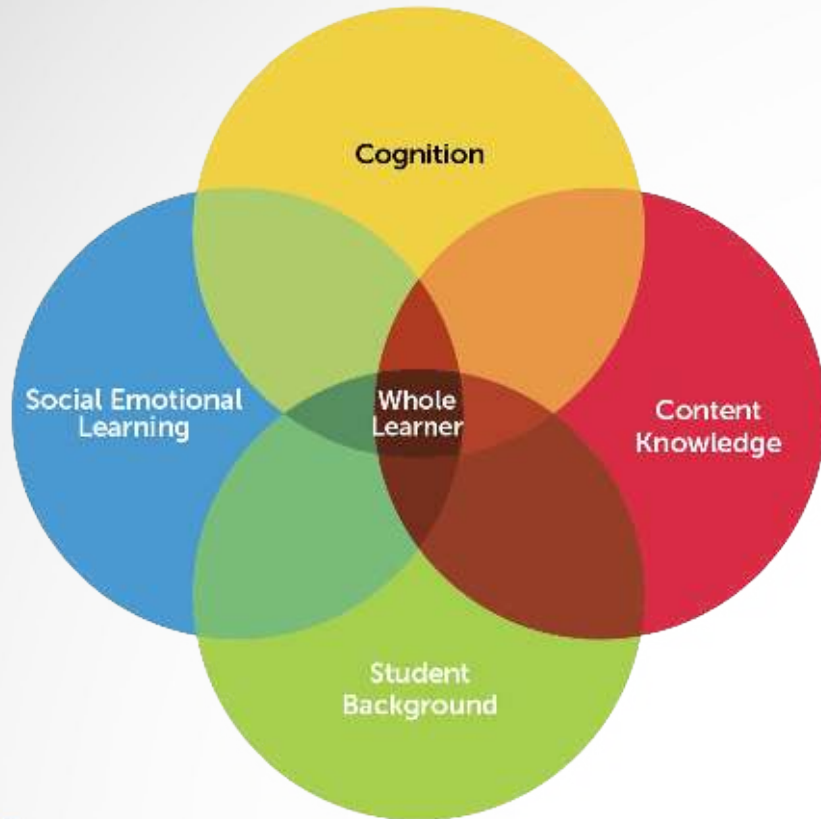 Cognition
Social Emotional
Learning
Whole
Learner
Content
Knowledge
Student
Background